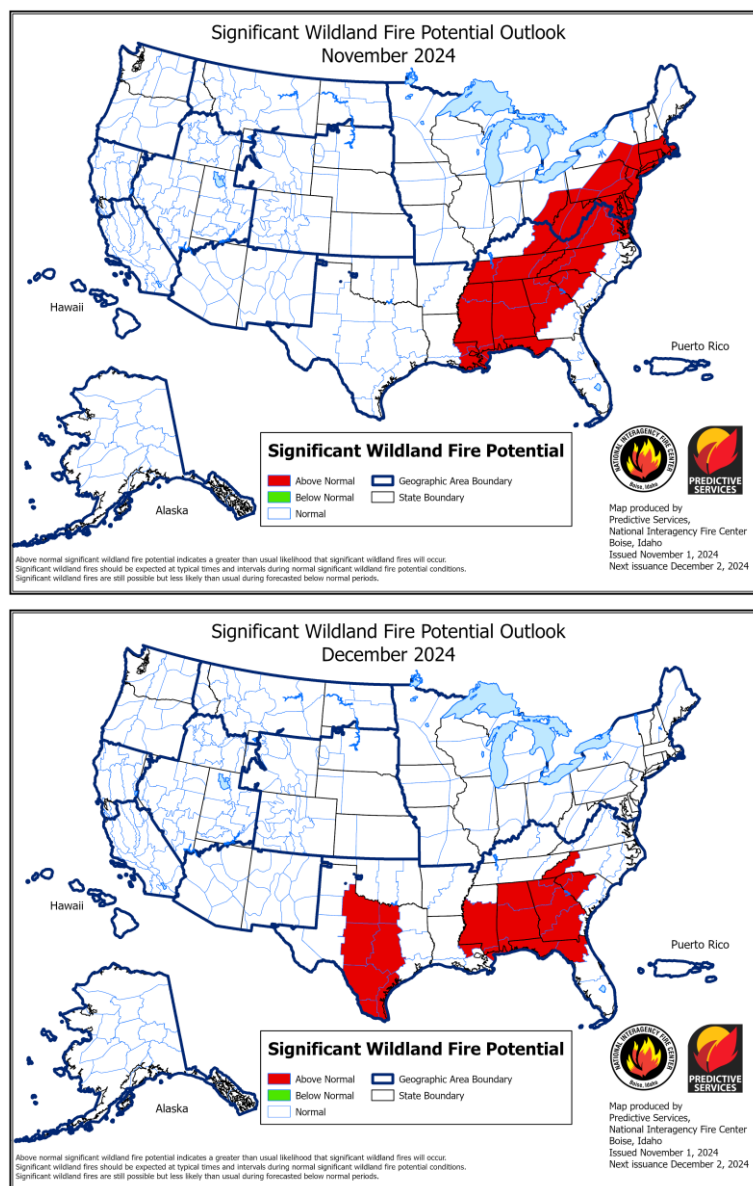 Significant Wildland Fire Potential Outlook
November 2024
Hawaii
Puerto Rico
Alaska
Significant Wildland Fire Potential
Above Normal
Geographic Area Boundary
Below Normal
State Boundary
Normal
NATIONAL INTERAGENCY FIRE CENTER
Boise, Idaho
PREDICTIVE
SERVICES
Map produced by
Predictive Services,
National Interagency Fire Center
Boise, Idaho
Issued November 1, 2024
Next issuance December 2, 2024
Above normal significant wildland fire potential indicates a greater than usual likelihood that significant wildland fires will occur.
Significant wildland fires should be expected at typical times and intervals during normal significant wildland fire potential conditions.
Significant wildland fires are still possible but less likely than usual during forecasted below normal periods.
Significant Wildland Fire Potential Outlook
December 2024
Hawaii
Puerto Rico
Alaska
Significant Wildland Fire Potential
Above Normal
Geographic Area Boundary
Below Normal
State Boundary
Normal
NATIONAL INTERAGENCY FIRE CENTER
Boise, Idaho
PREDICTIVE
SERVICES
Map produced by
Predictive Services,
National Interagency Fire Center
Boise, Idaho
Issued November 1, 2024
Next issuance December 2, 2024
Above normal significant wildland fire potential indicates a greater than usual likelihood that significant wildland fires will occur.
Significant wildland fires should be expected at typical times and intervals during normal significant wildland fire potential conditions.
Significant wildland fires are still possible but less likely than usual during forecasted below normal periods.